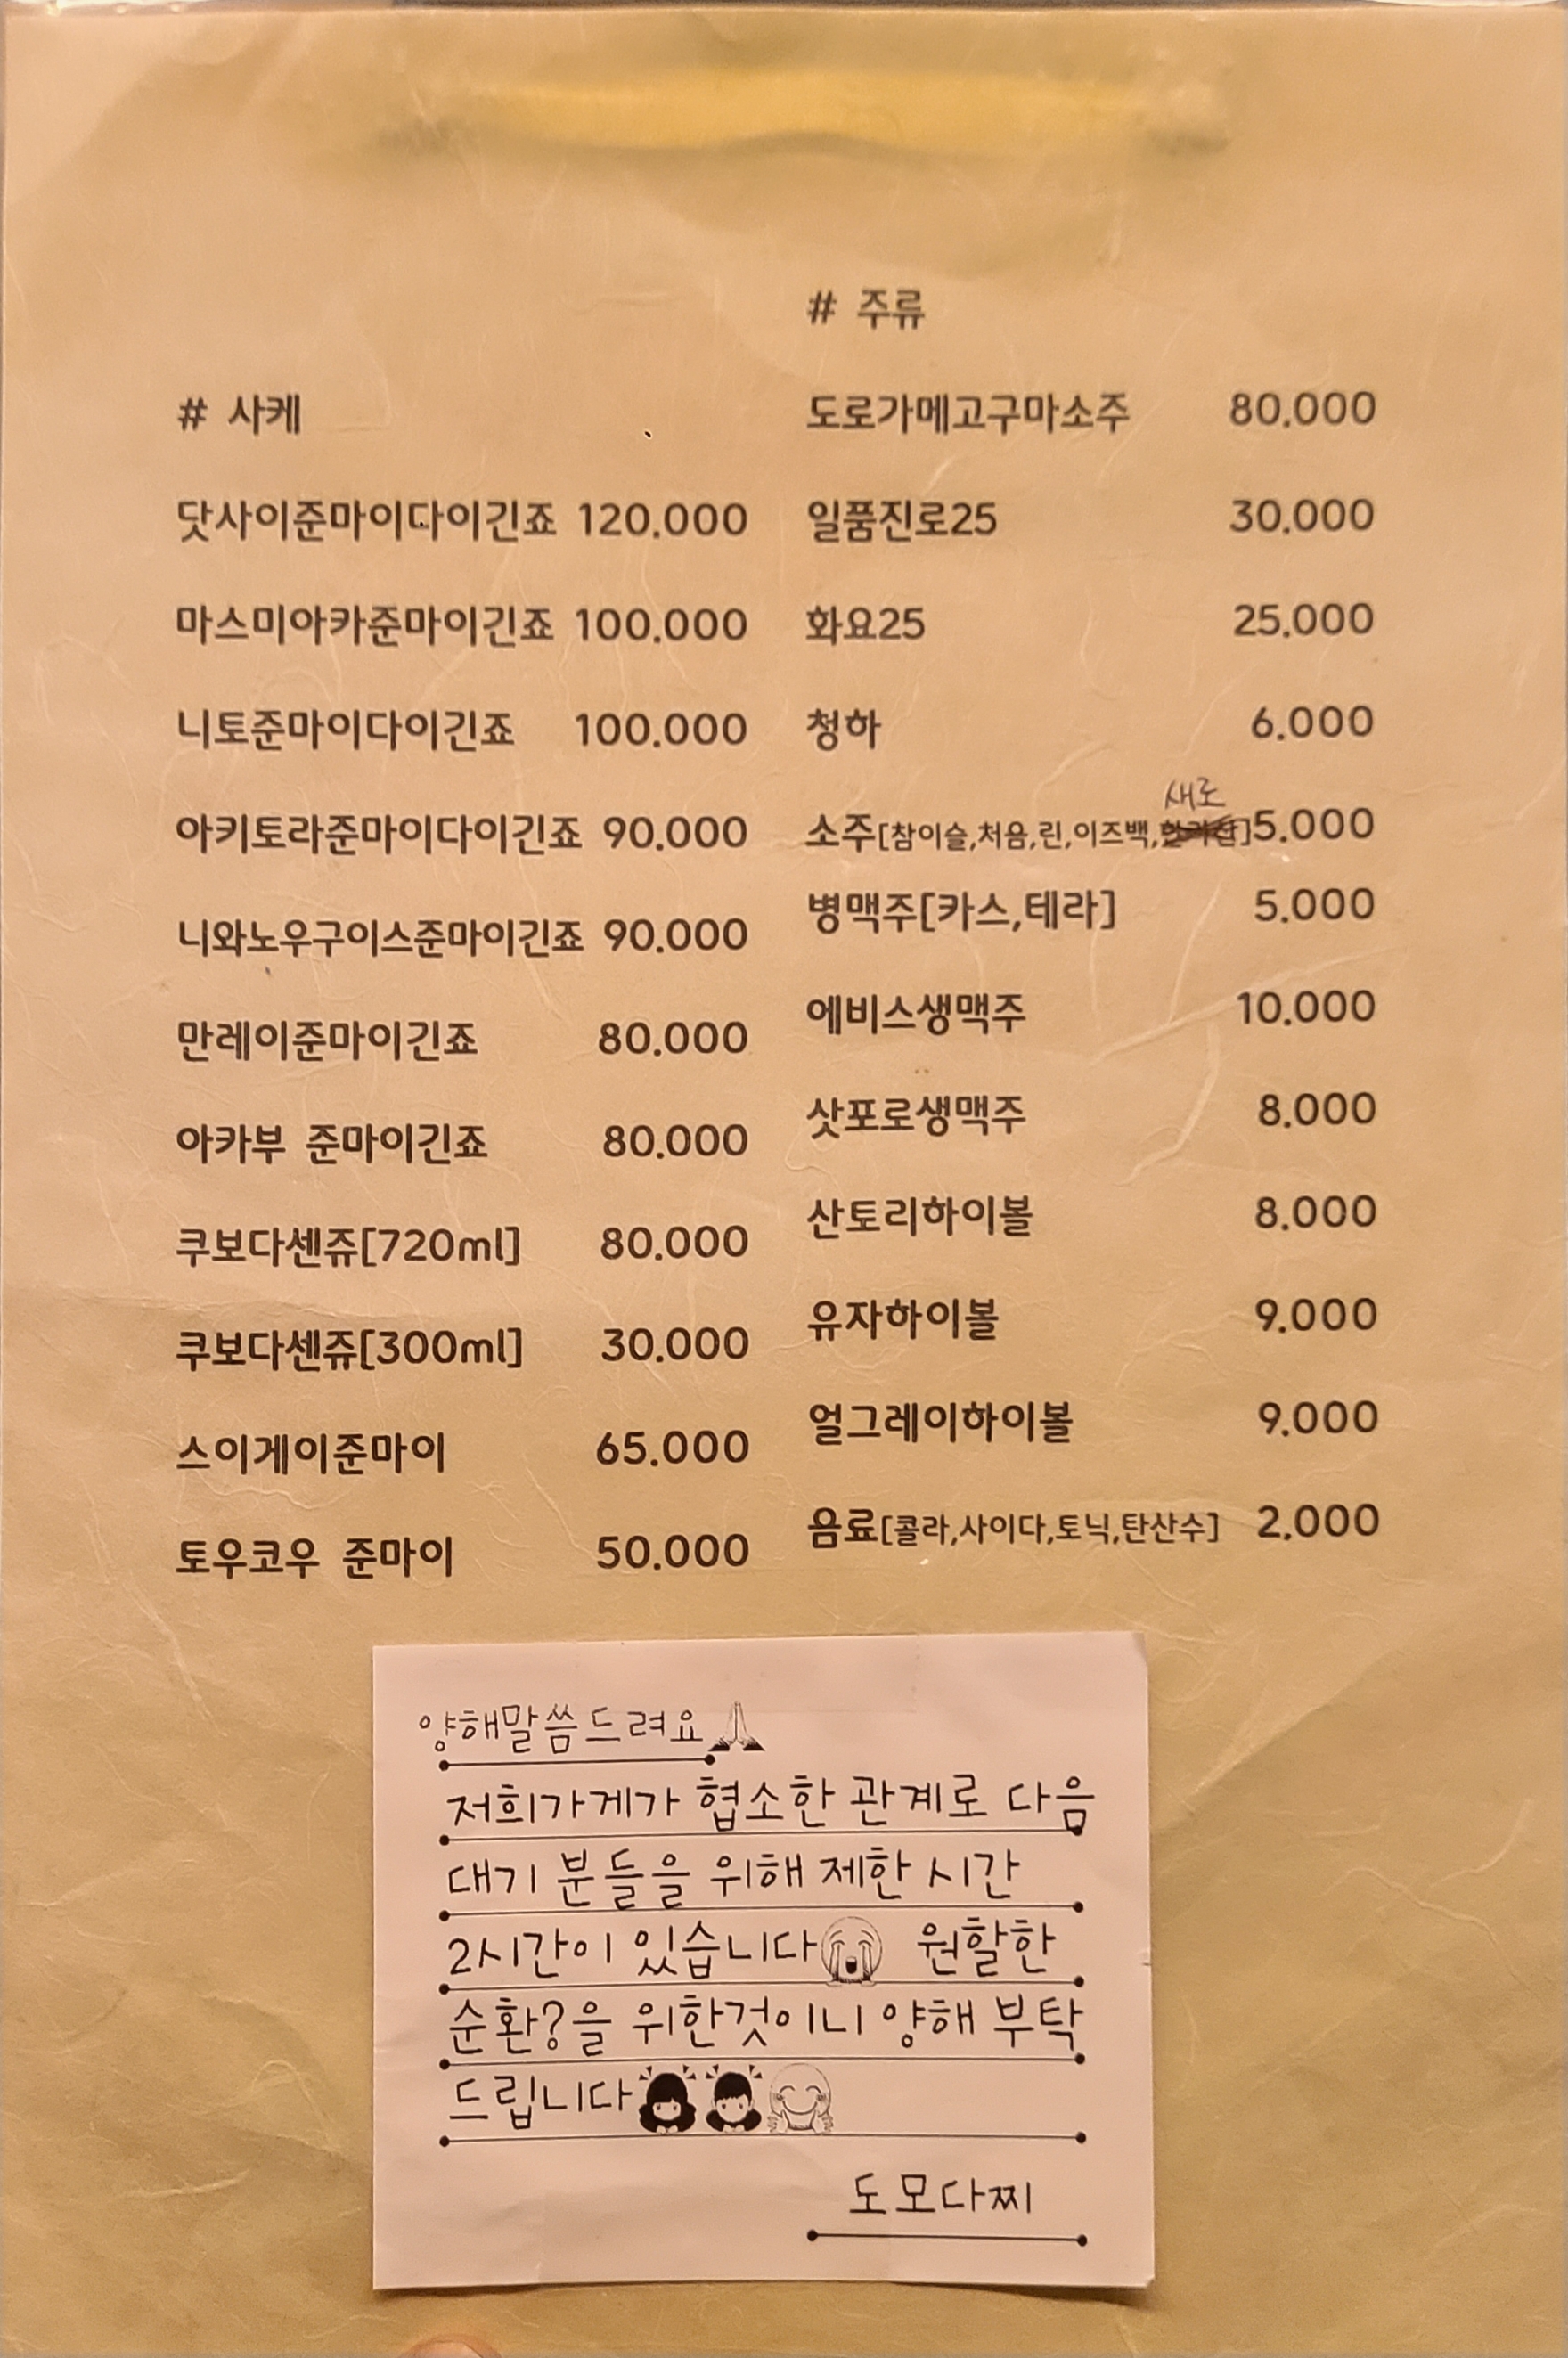 # 사케
닷사이준마이다이긴죠 120.000
마스미아카준마이긴죠 100.000
니토준마이다이긴죠 100.000
아키토라준마이다이긴죠 90.000
니와노우구이스준마이긴죠 90.000
만레이준마이긴죠 80.000
아카부 준마이긴죠 80.000
쿠보다센쥬[720ml] 80.000
쿠보다센쥬[300ml] 30.000
스이게이준마이 65.000
토우코우 준마이 50.000
# 주류
도로가메고구마소주 80.000
일품진로25 30.000
화요25 25.000
청하 6.000
새로
소주[참이슬,처음,린,이즈백,]5.000
병맥주[카스,테라] 5.000
에비스생맥주 10.000
삿포로생맥주 8.000
산토리하이볼 8.000
유자하이볼 9.000
얼그레이하이볼 9.000
음료[콜라,사이다,토닉,탄산수] 2.000
양해말씀드려요🙏
저희가게가 협소한 관계로 다음
대기 분들을 위해 제한 시간
2시간이 있습니다😭 원할한
순환?을 위한것이니 양해 부탁
드립니다🙇‍♀️🙇‍♂️🤗
도모다찌